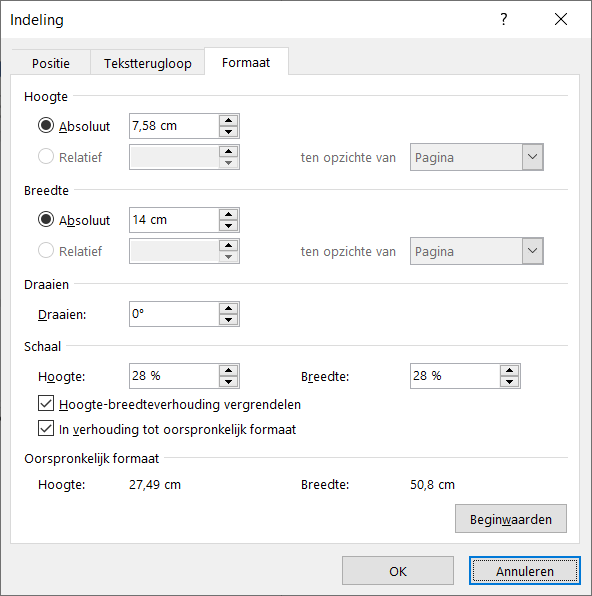 Indeling ?
Positie Tekstterugloop Formaat
Hoogte
Absoluut 7,58 cm
Relatief ten opzichte van Pagina
Breedte
Absoluut 14 cm
Relatief ten opzichte van Pagina
Draaien
Draaien: 0°
Schaal
Hoogte: 28 % Breedte: 28 %
Hoogte-breedteverhouding vergrendelen
In verhouding tot oorspronkelijk formaat
Oorspronkelijk formaat
Hoogte: 27,49 cm Breedte: 50,8 cm
Beginwaarden
OK Annuleren